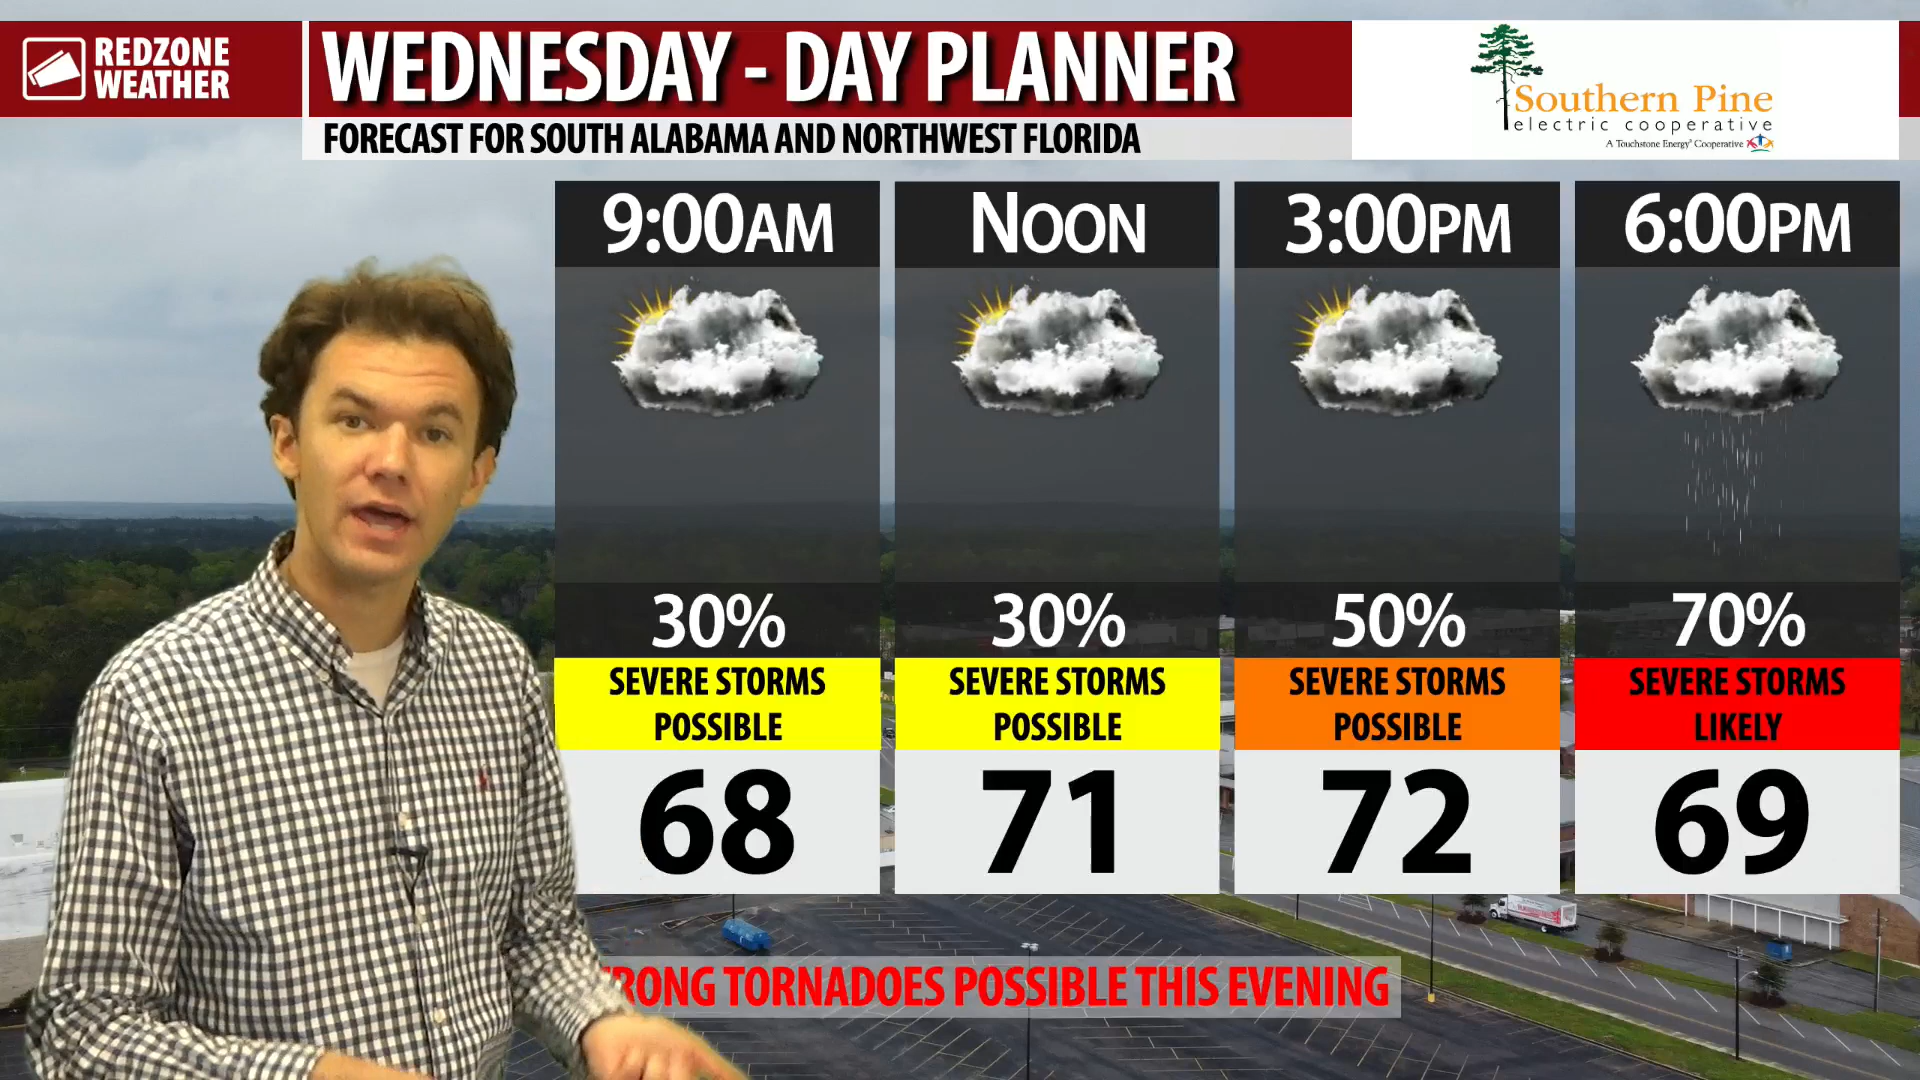 REDZONE
WEATHER
WEDNESDAY - DAY PLANNER
FORECAST FOR SOUTH ALABAMA AND NORTHWEST FLORIDA
Southern Pine
electric cooperative
A Touchstone Energy® Cooperative
9:00AM
NOON
3:00PM
6:00PM
30%
30%
50%
70%
SEVERE STORMS
POSSIBLE
SEVERE STORMS
POSSIBLE
SEVERE STORMS
POSSIBLE
SEVERE STORMS
LIKELY
68
71
72
69
TORNADOES POSSIBLE THIS EVENING